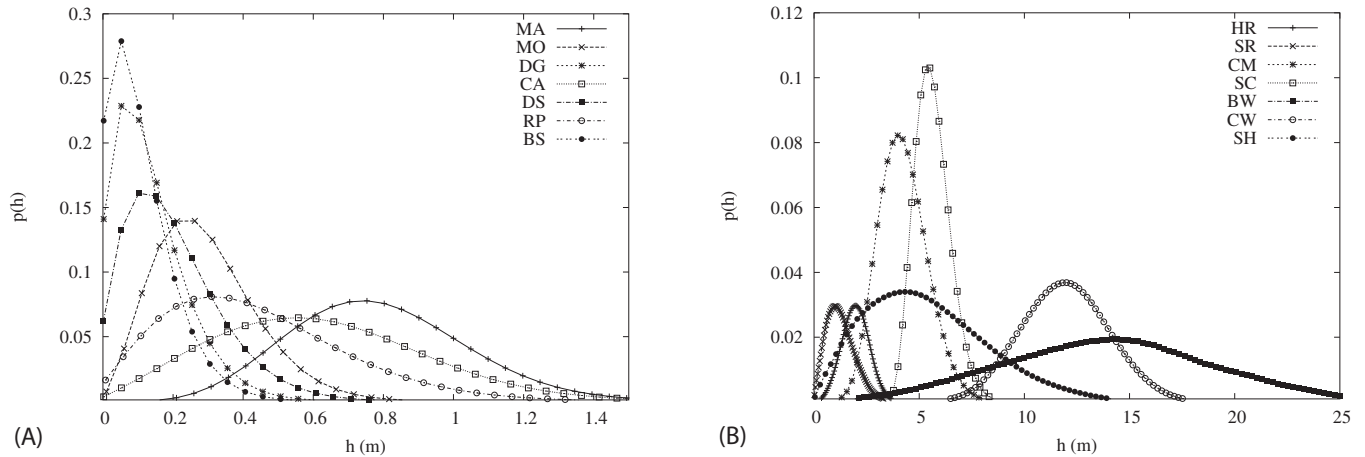 0.3
0.25
0.2
0.15
0.1
0.05
p(h)
0
0.2
0.4
0.6
0.8
1
1.2
1.4
h (m)
MA
MO
DG
CA
DS
RP
BS
(A)
0.12
0.1
0.08
0.06
0.04
0.02
p(h)
0
5
10
15
20
25
h (m)
HR
SR
CM
SC
BW
CW
SH
(B)